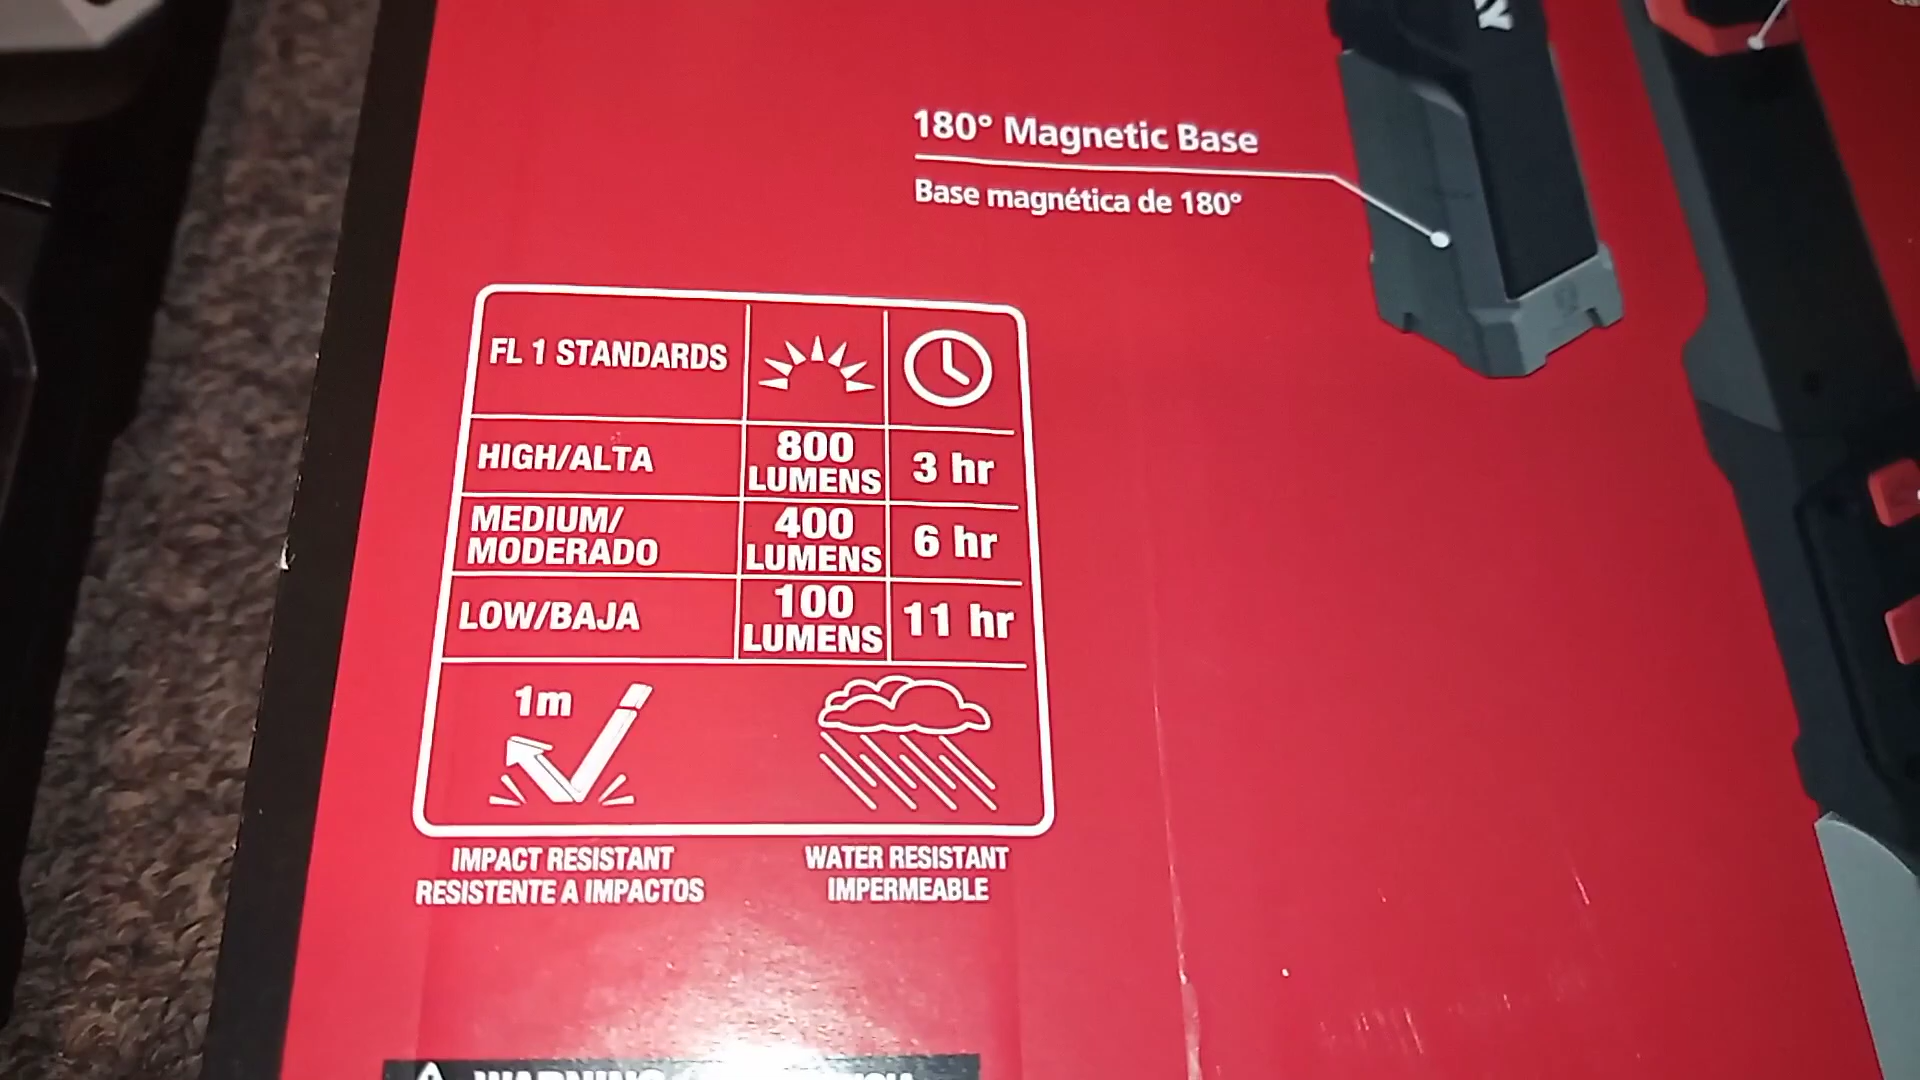 180° Magnetic Base
Base magnética de 180°
FL 1 STANDARDS
HIGH/ALTA
800
LUMENS
3 hr
MEDIUM/
MODERADO
400
LUMENS
6 hr
LOW/BAJA
100
LUMENS
11 hr
1m
IMPACT RESISTANT
RESISTENTE A IMPACTOS
WATER RESISTANT
IMPERMEABLE
WARNING